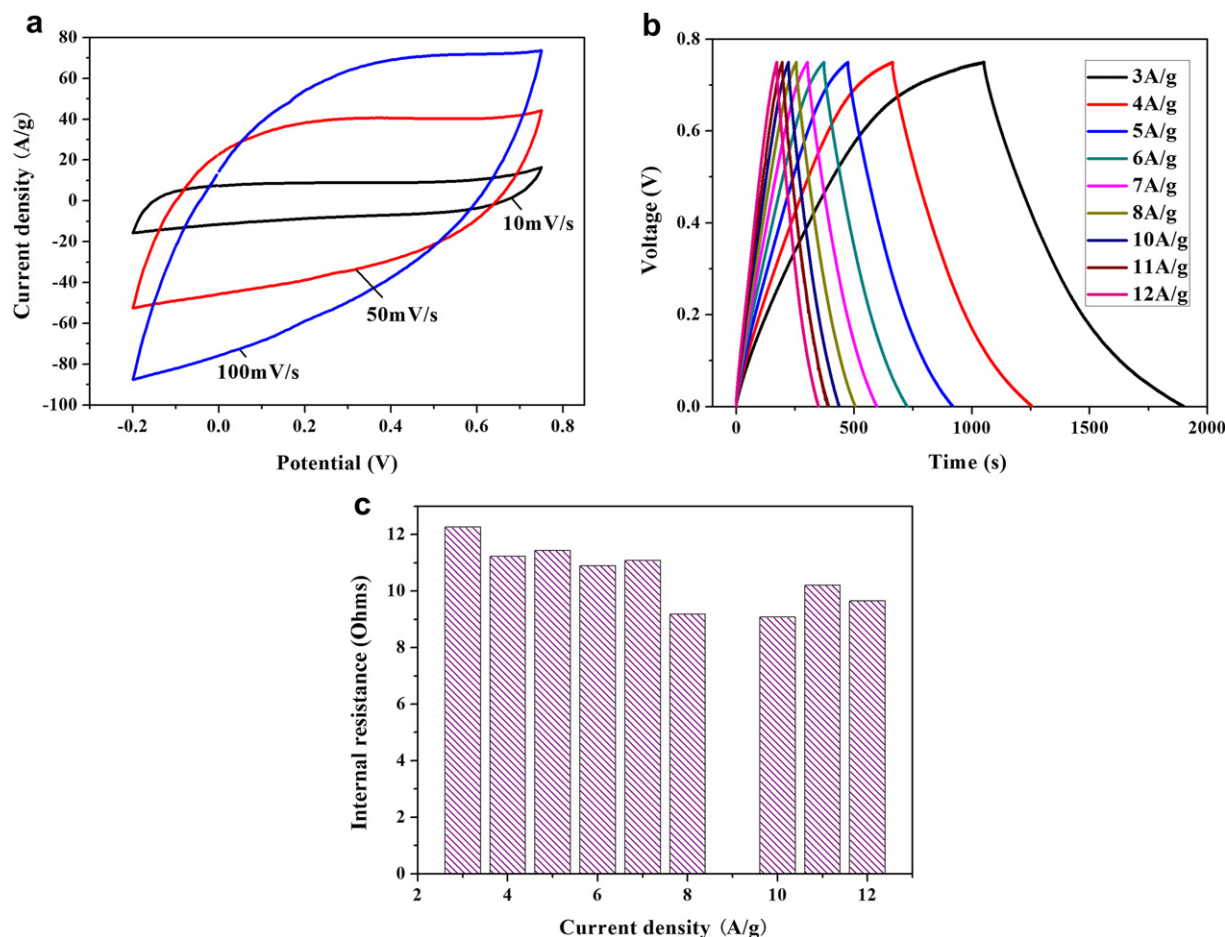 a
80
60
40
20
0
-20
-40
-60
-80
-100
Current density (A/g)
10mV/s
50mV/s
100mV/s
-0.2 0.0 0.2 0.4 0.6 0.8
Potential (V)
b
0.8
0.6
0.4
0.2
0.0
Voltage (V)
3A/g
4A/g
5A/g
6A/g
7A/g
8A/g
10A/g
11A/g
12A/g
0 500 1000 1500 2000
Time (s)
c
12
10
8
6
4
2
0
Internal resistance (Ohms)
2 4 6 8 10 12
Current density (A/g)